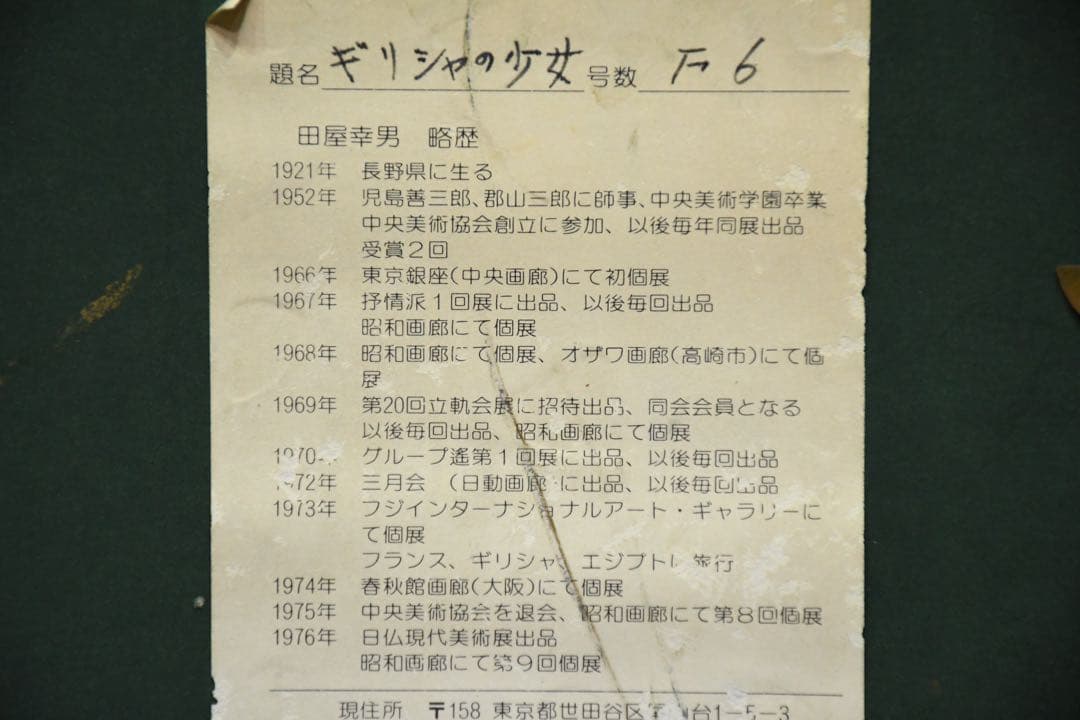 題名 ギリシャの少女 号数 F6
田屋幸男 略歴
1921年 長野県に生る
1952年 児島善三郎、郡山三郎に師事、中央美術学園卒業
中央美術協会創立に参加、以後毎年同展出品
受賞2回
1966年 東京銀座(中央画廊)にて初個展
1967年 抒情派1回展に出品、以後毎回出品
昭和画廊にて個展
1968年 昭和画廊にて個展、オザワ画廊(高崎市)にて個
展
1969年 第20回立軌会展に招待出品、同会会員となる
以後毎回出品、昭和画廊にて個展
1970年 グループ遙第1回展に出品、以後毎回出品
1972年 三月会 (日動画廊)に出品、以後毎回出品
1973年 フジインターナショナルアート・ギャラリーに
て個展
フランス、ギリシャ、エジプトに旅行
1974年 春秋館画廊(大阪)にて個展
1975年 中央美術協会を退会、昭和画廊にて第8回個展
1976年 日仏現代美術展出品
昭和画廊にて第9回個展
現住所 〒158 東京都世田谷区 台1-5-3